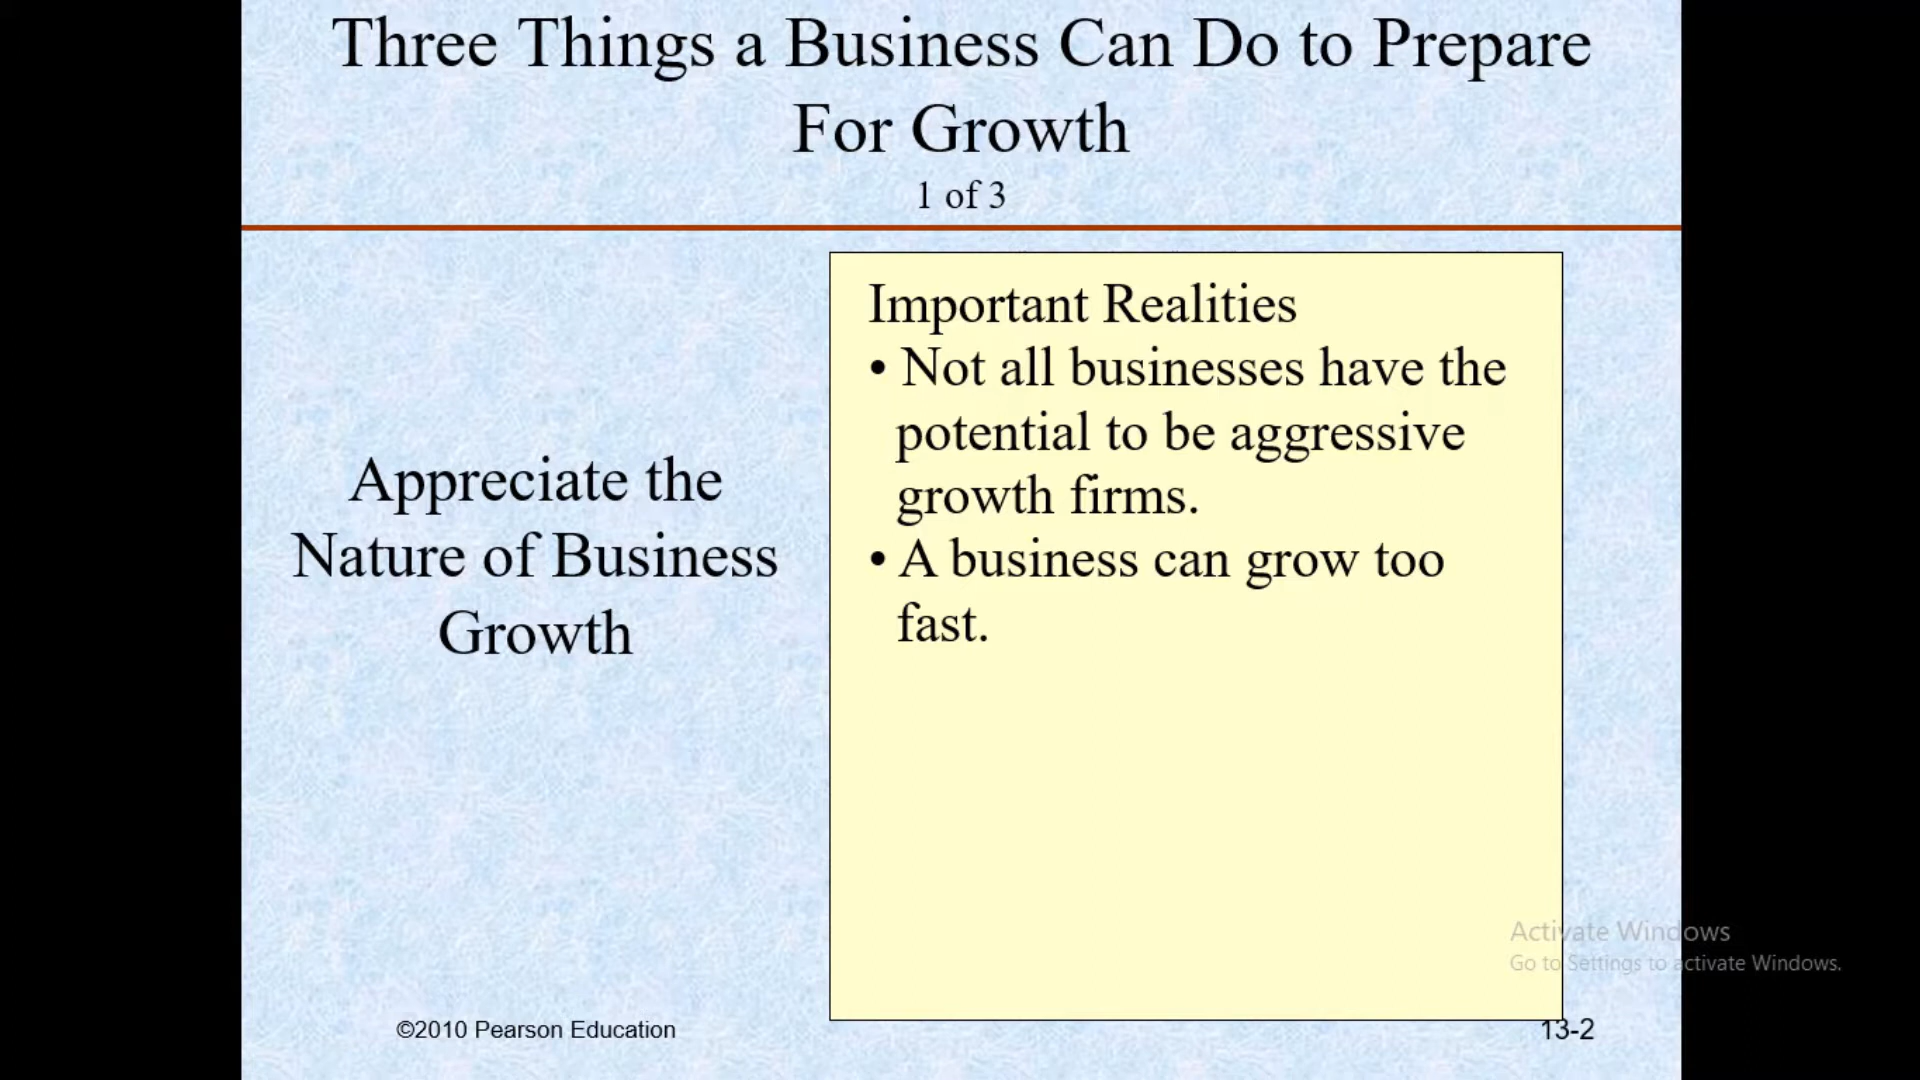 Three Things a Business Can Do to Prepare
For Growth
1 of 3
Appreciate the
Nature of Business
Growth
Important Realities
• Not all businesses have the
potential to be aggressive
growth firms.
• A business can grow too
fast.
Activate Windows
Go to Settings to activate Windows.
©2010 Pearson Education
13-2